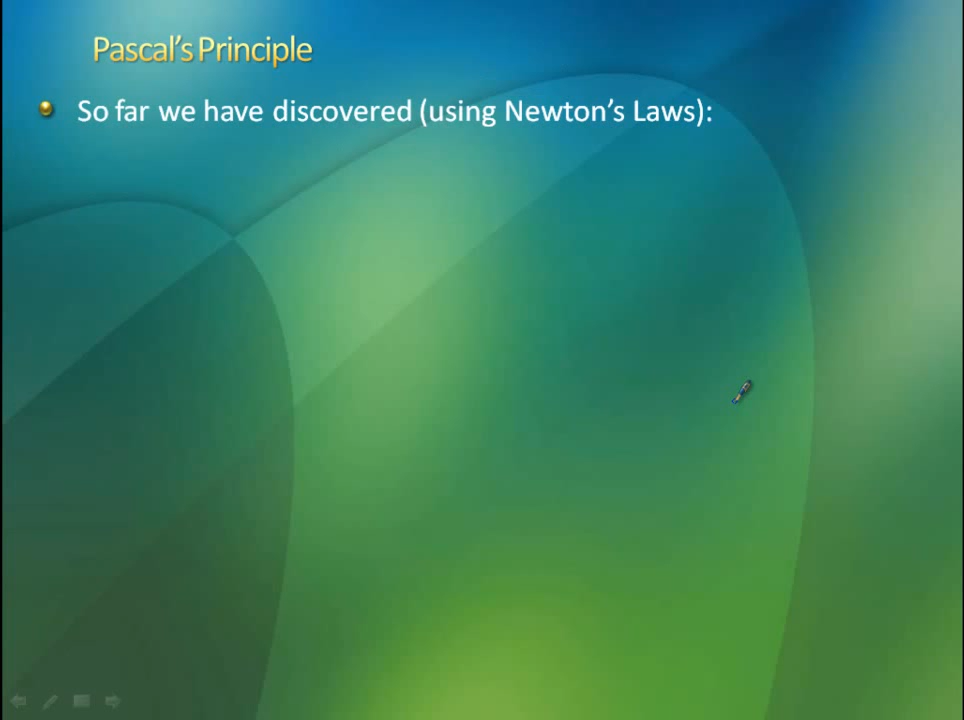 Pascal’s Principle
So far we have discovered (using Newton’s Laws):